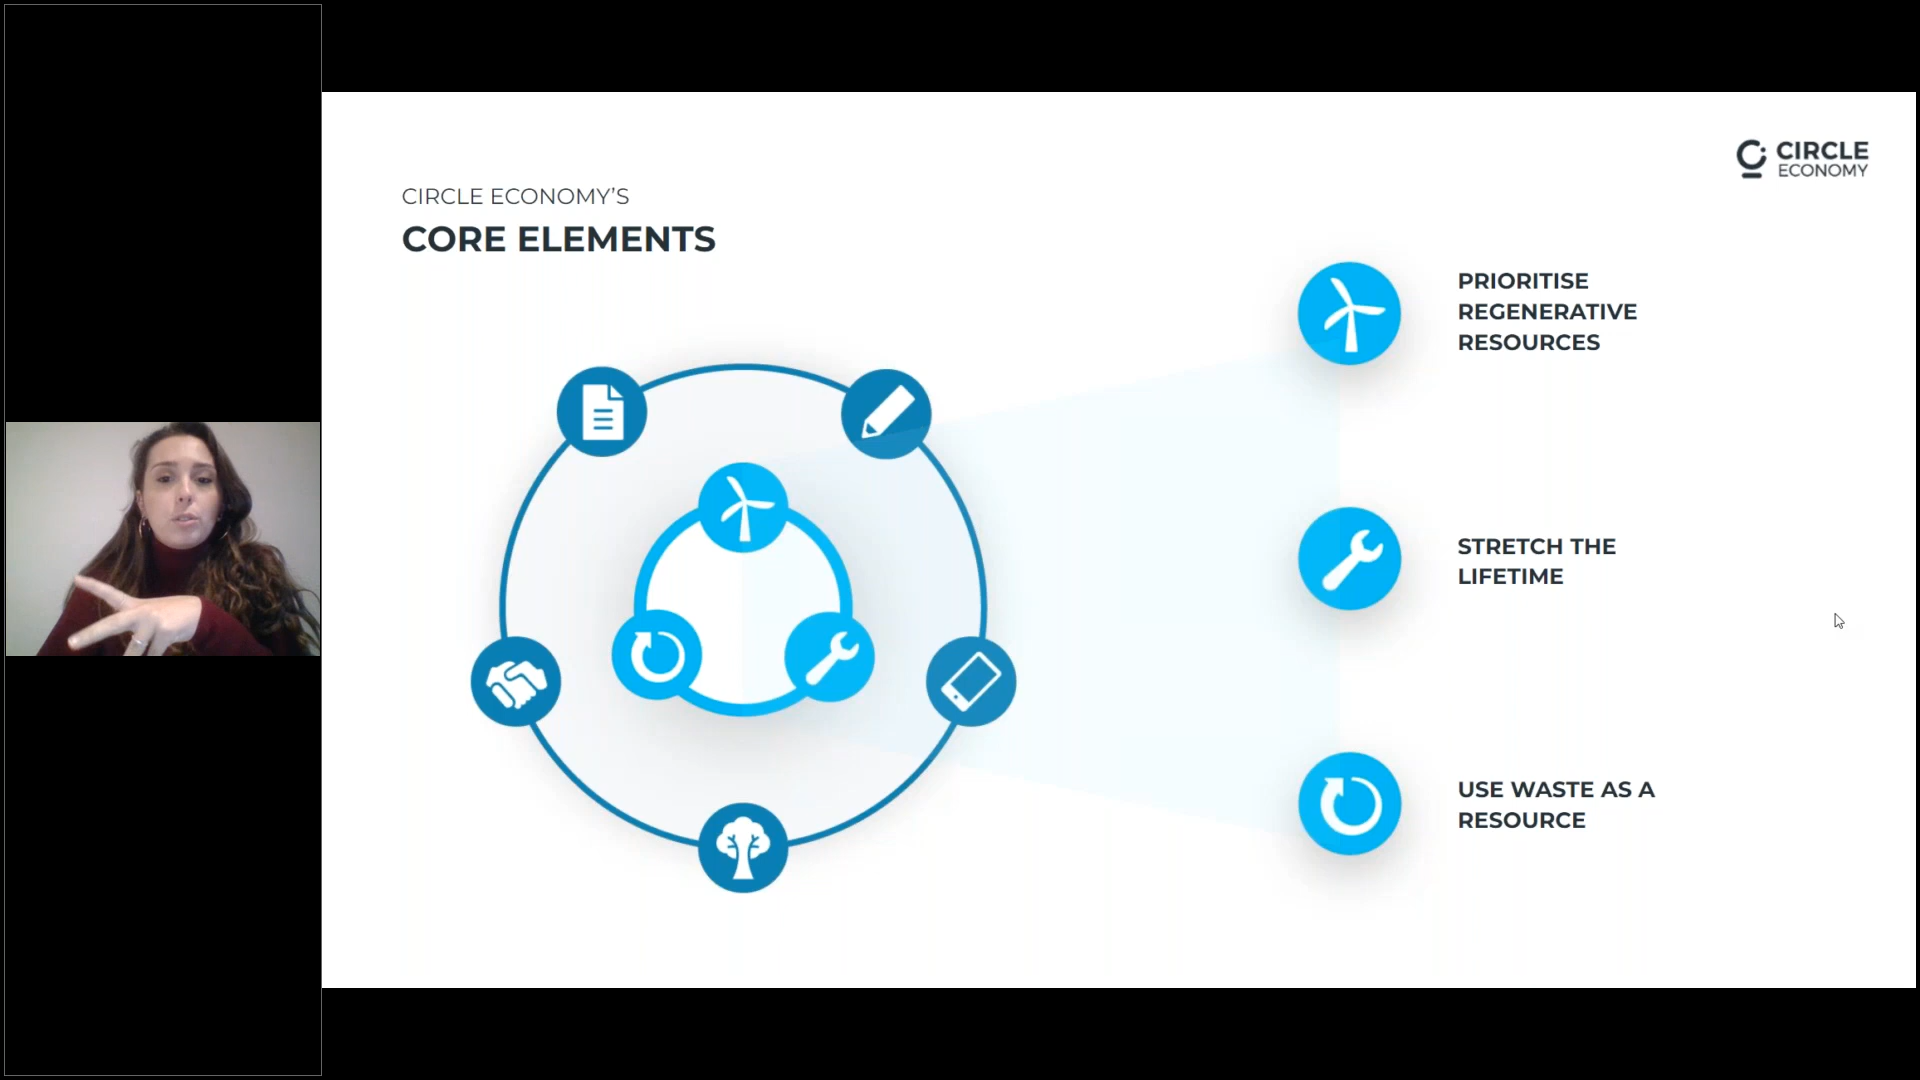 CIRCLE
ECONOMY
CIRCLE ECONOMY’S
CORE ELEMENTS
PRIORITISE
REGENERATIVE
RESOURCES
STRETCH THE
LIFETIME
USE WASTE AS A
RESOURCE